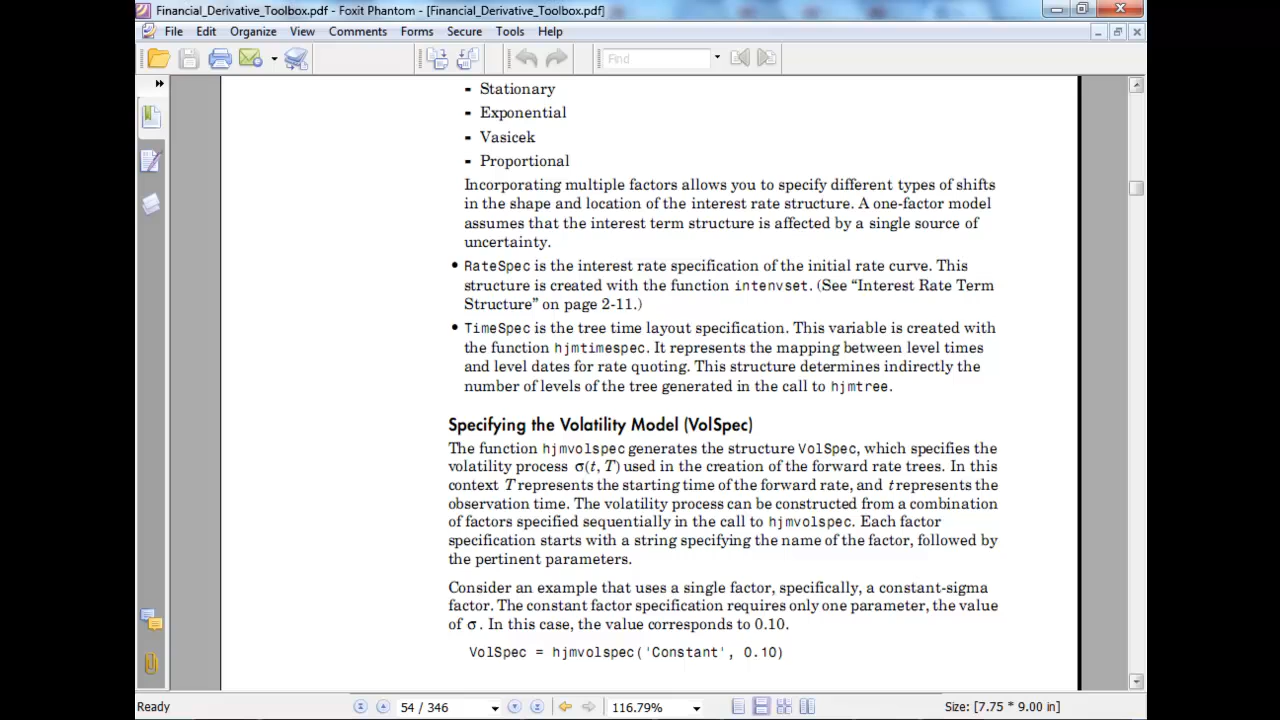 Financial_Derivative_Toolbox.pdf - Foxit Phantom - [Financial_Derivative_Toolbox.pdf]
File Edit Organize View Comments Forms Secure Tools Help
Find
- Stationary
- Exponential
- Vasicek
- Proportional
Incorporating multiple factors allows you to specify different types of shifts
in the shape and location of the interest rate structure. A one-factor model
assumes that the interest term structure is affected by a single source of
uncertainty.
• RateSpec is the interest rate specification of the initial rate curve. This
structure is created with the function intenvset. (See “Interest Rate Term
Structure” on page 2-11.)
• TimeSpec is the tree time layout specification. This variable is created with
the function hjmtimespec. It represents the mapping between level times
and level dates for rate quoting. This structure determines indirectly the
number of levels of the tree generated in the call to hjmtree.
Specifying the Volatility Model (VolSpec)
The function hjmvolspec generates the structure VolSpec, which specifies the
volatility process σ(t, T) used in the creation of the forward rate trees. In this
context T represents the starting time of the forward rate, and t represents the
observation time. The volatility process can be constructed from a combination
of factors specified sequentially in the call to hjmvolspec. Each factor
specification starts with a string specifying the name of the factor, followed by
the pertinent parameters.
Consider an example that uses a single factor, specifically, a constant-sigma
factor. The constant factor specification requires only one parameter, the value
of σ. In this case, the value corresponds to 0.10.
VolSpec = hjmvolspec('Constant', 0.10)
Ready 54 / 346 116.79% Size: [7.75 * 9.00 in]